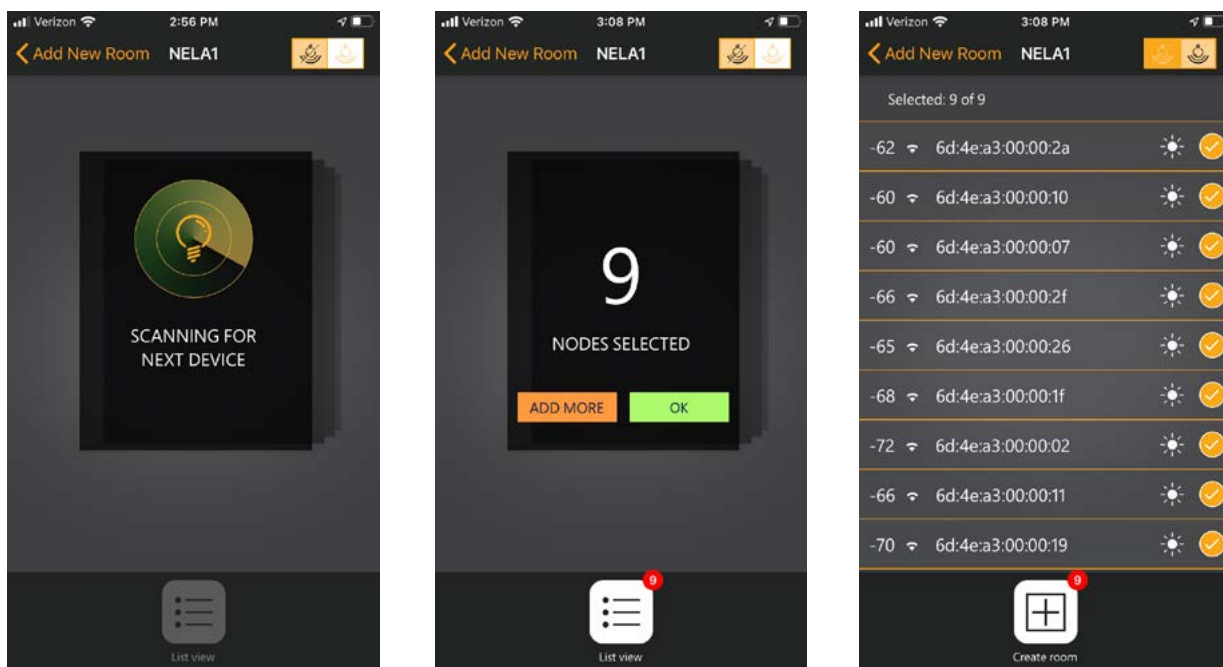 Verizon 2:56 PM
Add New Room NELA1
SCANNING FOR
NEXT DEVICE
List view
Verizon 3:08 PM
Add New Room NELA1
9
NODES SELECTED
ADD MORE OK
9
List view
Verizon 3:08 PM
Add New Room NELA1
Selected: 9 of 9
-62 6d:4e:a3:00:00:2a
-60 6d:4e:a3:00:00:10
-60 6d:4e:a3:00:00:07
-66 6d:4e:a3:00:00:2f
-65 6d:4e:a3:00:00:26
-68 6d:4e:a3:00:00:1f
-72 6d:4e:a3:00:00:02
-66 6d:4e:a3:00:00:11
-70 6d:4e:a3:00:00:19
9
Create room